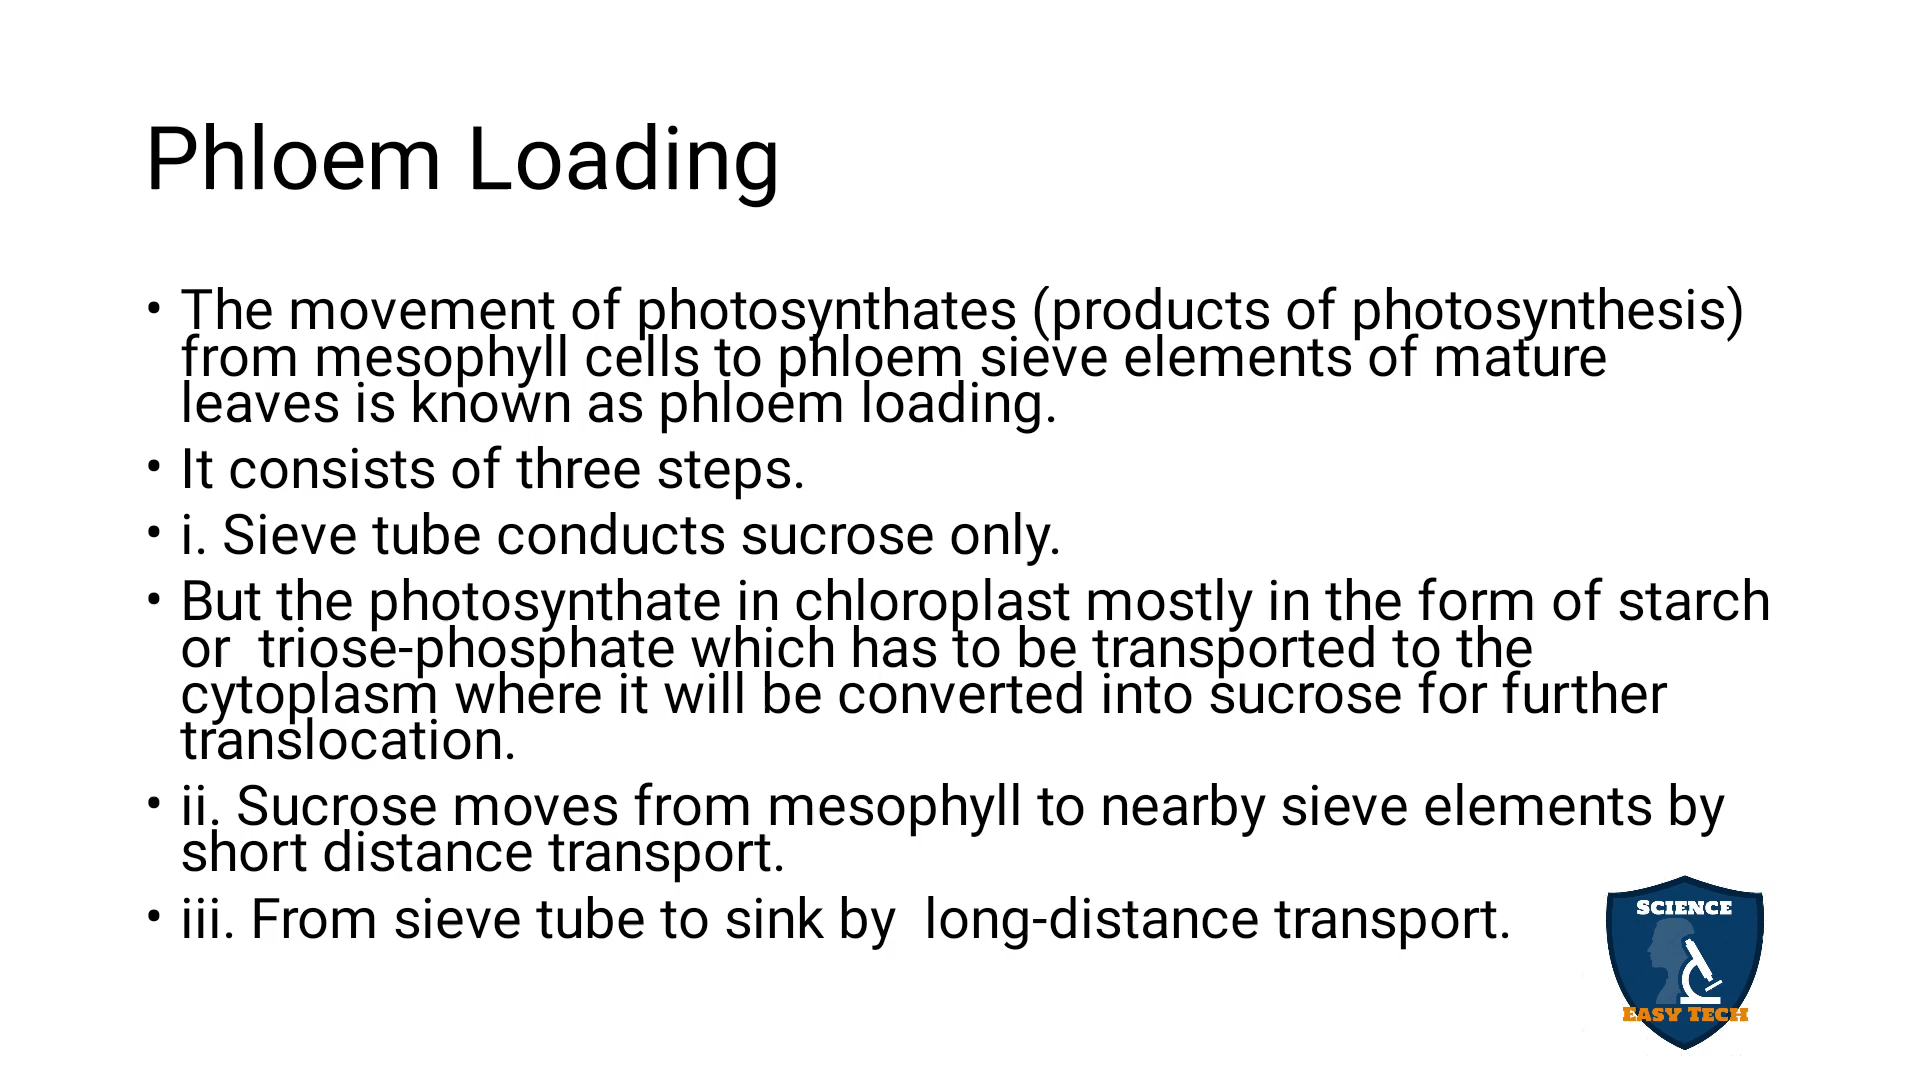 Phloem Loading
• The movement of photosynthates (products of photosynthesis)
from mesophyll cells to phloem sieve elements of mature
leaves is known as phloem loading.
• It consists of three steps.
• i. Sieve tube conducts sucrose only.
• But the photosynthate in chloroplast mostly in the form of starch
or  triose-phosphate which has to be transported to the
cytoplasm where it will be converted into sucrose for further
translocation.
• ii. Sucrose moves from mesophyll to nearby sieve elements by
short distance transport.
• iii. From sieve tube to sink by  long-distance transport.
SCIENCE
EASY TECH